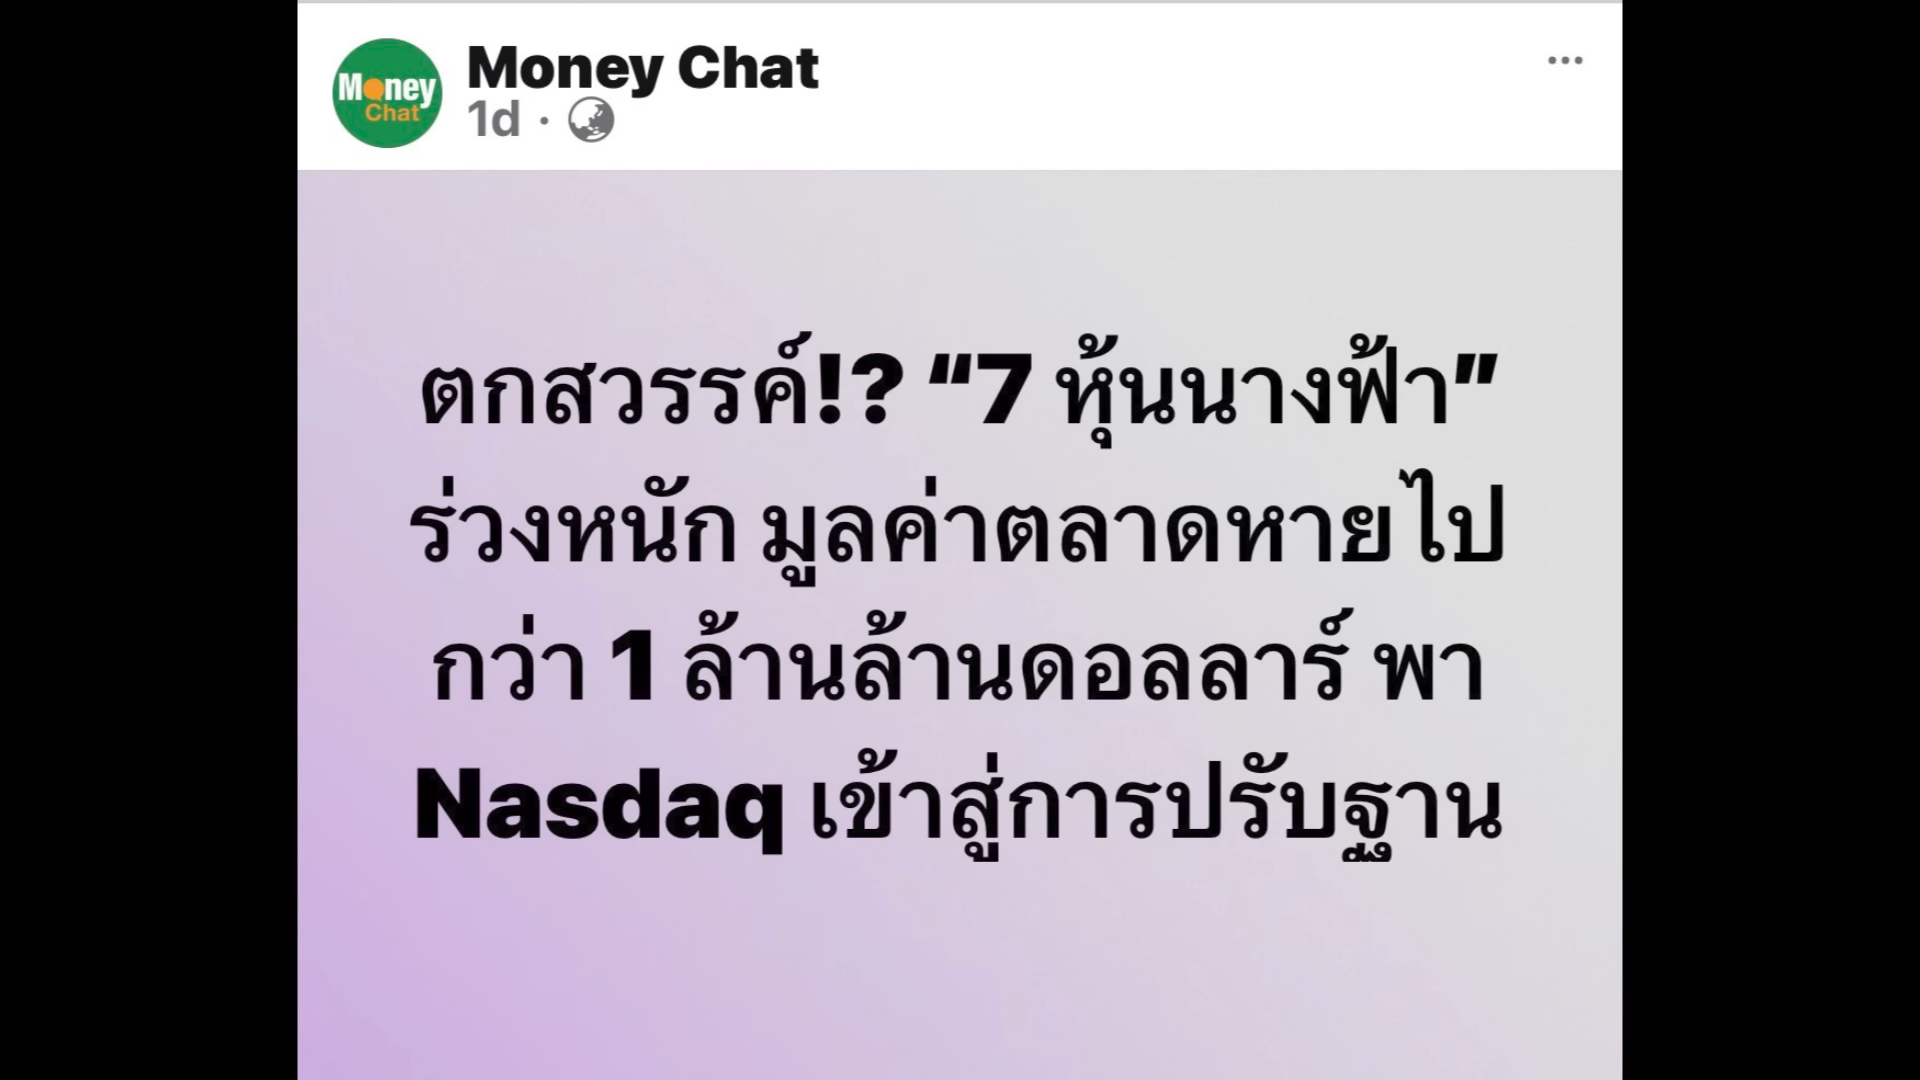 Money
Chat
Money Chat
1d ·
ตกสวรรค์!? “7 หุ้นนางฟ้า”
ร่วงหนัก มูลค่าตลาดหายไป
กว่า 1 ล้านล้านดอลลาร์ พา
Nasdaq เข้าสู่การปรับฐาน